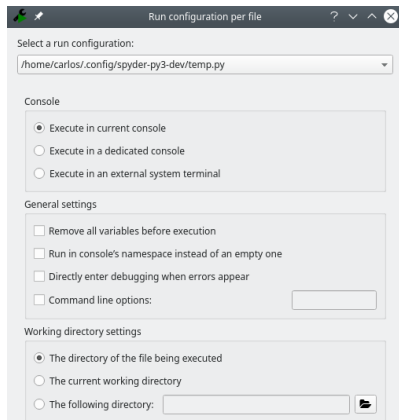 Run configuration per file
Select a run configuration:
/home/carlos/.config/spyder-py3-dev/temp.py
Console
Execute in current console
Execute in a dedicated console
Execute in an external system terminal
General settings
Remove all variables before execution
Run in console's namespace instead of an empty one
Directly enter debugging when errors appear
Command line options:
Working directory settings
The directory of the file being executed
The current working directory
The following directory: